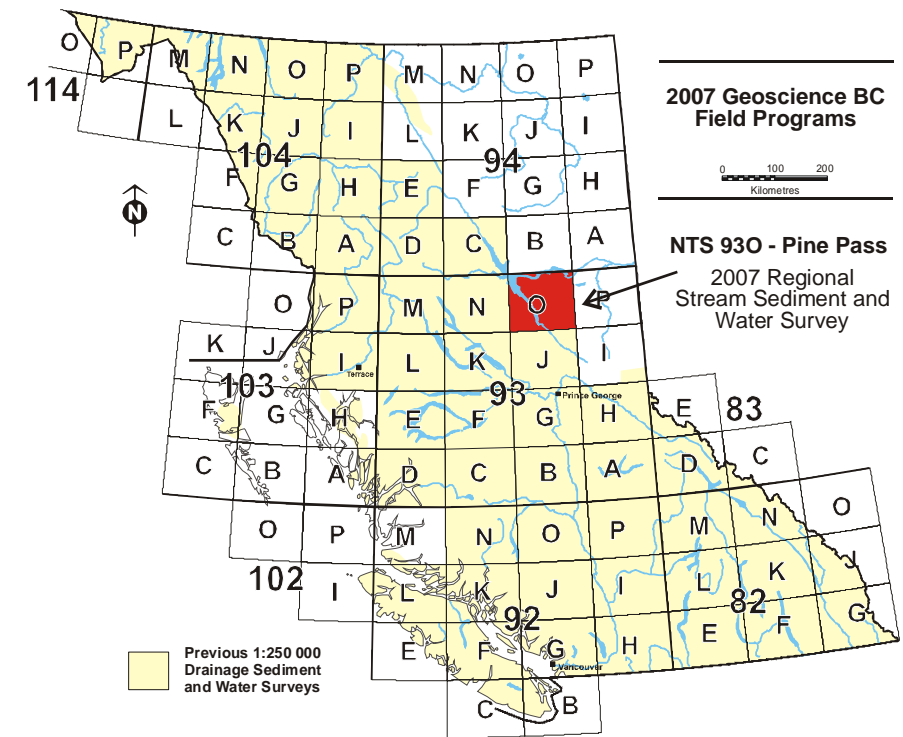 O P M N O P M N O P
114
L K J I L K J I
104 94
F G H E F G H
C B A D C B A
O P M N O P
K J I L K J I
Terrace
103 93
Prince George
F G H E F G H E 83
C B A D C B A D C
O P M N O P M N O
102 I L K J I L K J
92 82
E F G H E F G
Vancouver
C B
N
2007 Geoscience BC
Field Programs
0 100 200
Kilometres
NTS 93O - Pine Pass
2007 Regional
Stream Sediment and
Water Survey
Previous 1:250 000
Drainage Sediment
and Water Surveys